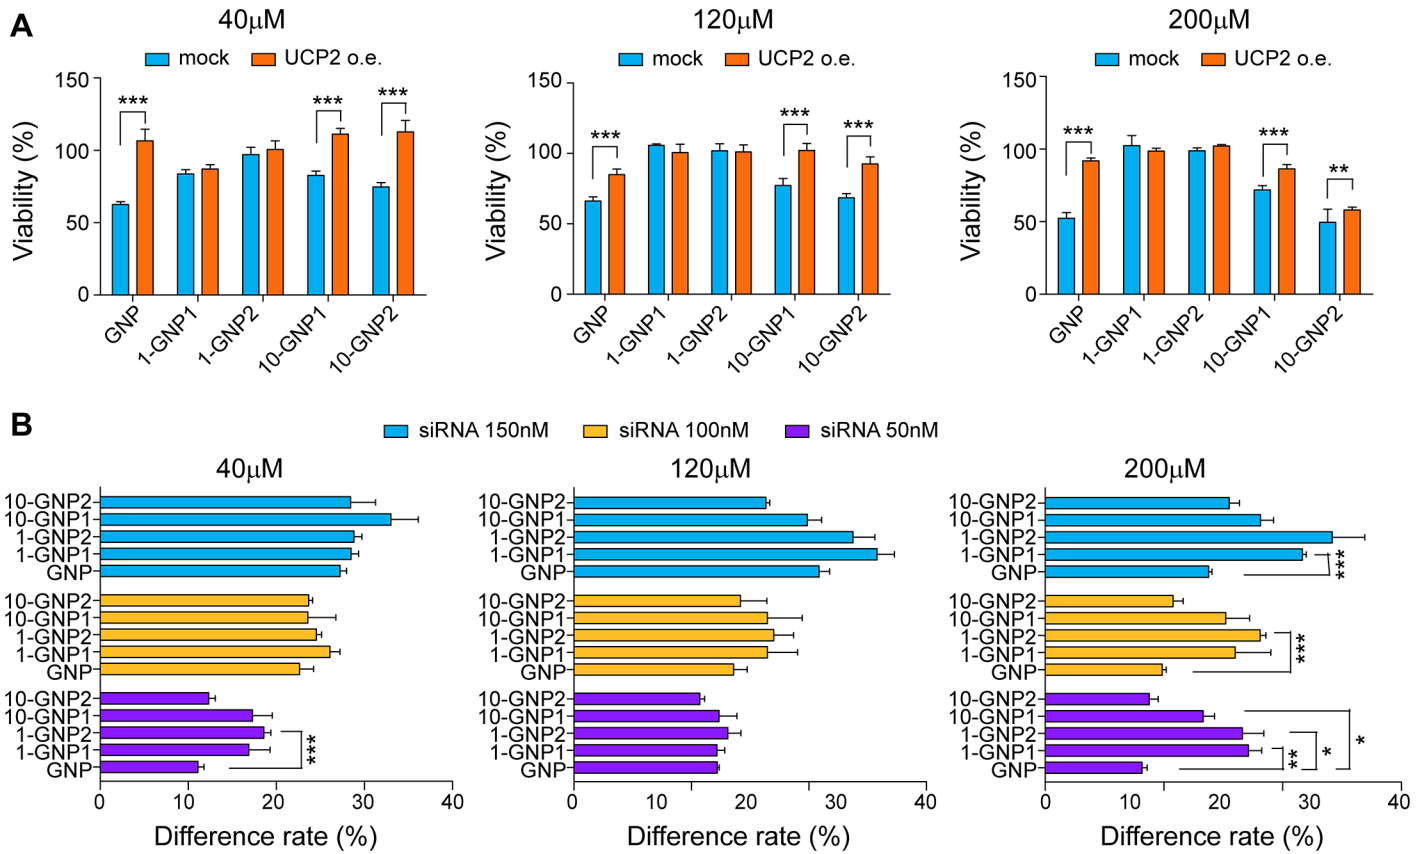 A
40µM
120µM
200µM
mock UCP2 o.e.
mock UCP2 o.e.
mock UCP2 o.e.
Viability (%)
150
100
50
0
***
***
***
GNP
1-GNP1
1-GNP2
10-GNP1
10-GNP2
Viability (%)
150
100
50
0
***
***
***
GNP
1-GNP1
1-GNP2
10-GNP1
10-GNP2
Viability (%)
150
100
50
0
***
***
**
GNP
1-GNP1
1-GNP2
10-GNP1
10-GNP2
B
siRNA 150nM siRNA 100nM siRNA 50nM
40µM
10-GNP2
10-GNP1
1-GNP2
1-GNP1
GNP
10-GNP2
10-GNP1
1-GNP2
1-GNP1
GNP
10-GNP2
10-GNP1
1-GNP2
1-GNP1
GNP
***
0 10 20 30 40
Difference rate (%)
120µM
10-GNP2
10-GNP1
1-GNP2
1-GNP1
GNP
10-GNP2
10-GNP1
1-GNP2
1-GNP1
GNP
10-GNP2
10-GNP1
1-GNP2
1-GNP1
GNP
0 10 20 30 40
Difference rate (%)
200µM
10-GNP2
10-GNP1
1-GNP2
1-GNP1
GNP
***
10-GNP2
10-GNP1
1-GNP2
1-GNP1
GNP
***
10-GNP2
10-GNP1
1-GNP2
1-GNP1
GNP
**
*
*
0 10 20 30 40
Difference rate (%)